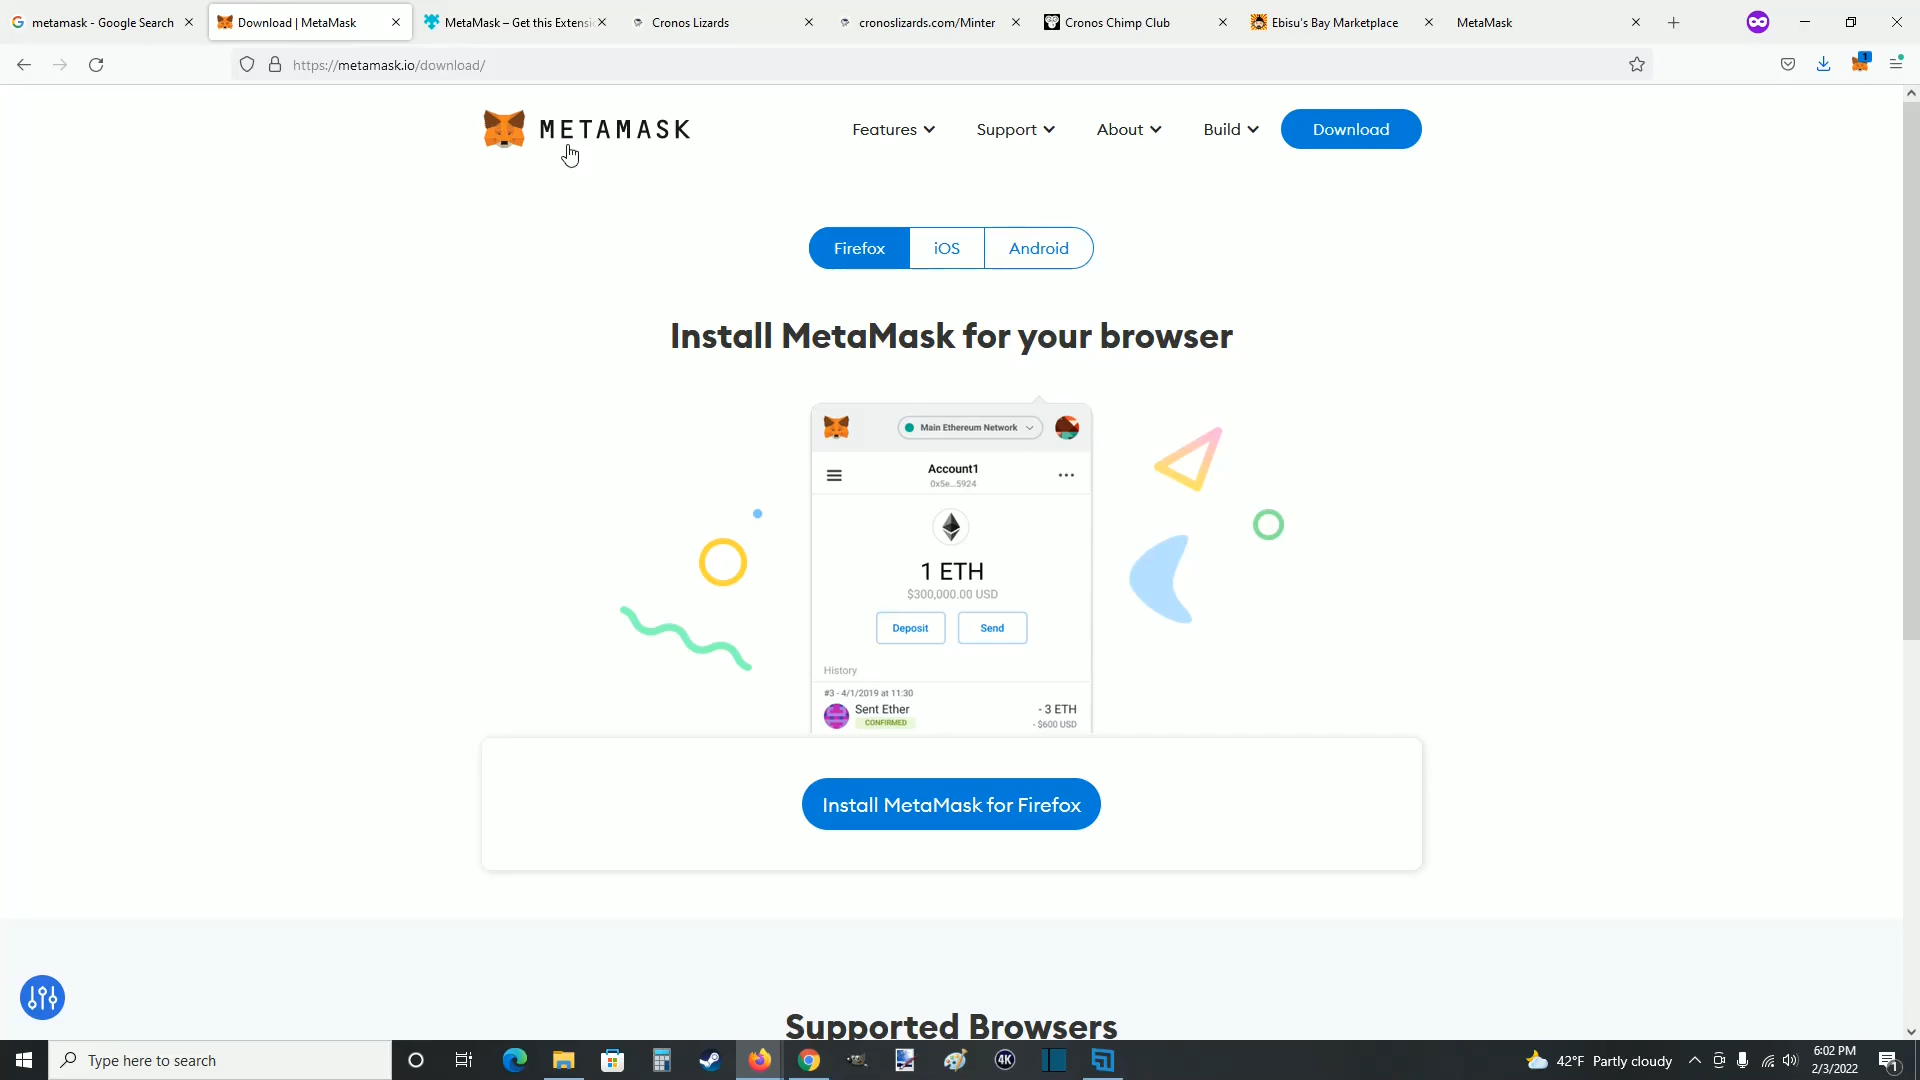 metamask - Google Search
Download | MetaMask
MetaMask – Get this Extensi
Cronos Lizards
cronoslizards.com/Minter
Cronos Chimp Club
Ebisu's Bay Marketplace
MetaMask
https://metamask.io/download/
1
METAMASK
Features
Support
About
Build
Download
Firefox
iOS
Android
Install MetaMask for your browser
Main Ethereum Network
Account1
0x5e...5924
1 ETH
$300,000.00 USD
Deposit
Send
History
#3 - 4/1/2019 at 11:30
Sent Ether
- 3 ETH
CONFIRMED
- $600 USD
Install MetaMask for Firefox
Supported Browsers
Type here to search
4K
42°F Partly cloudy
6:02 PM
2/3/2022
1